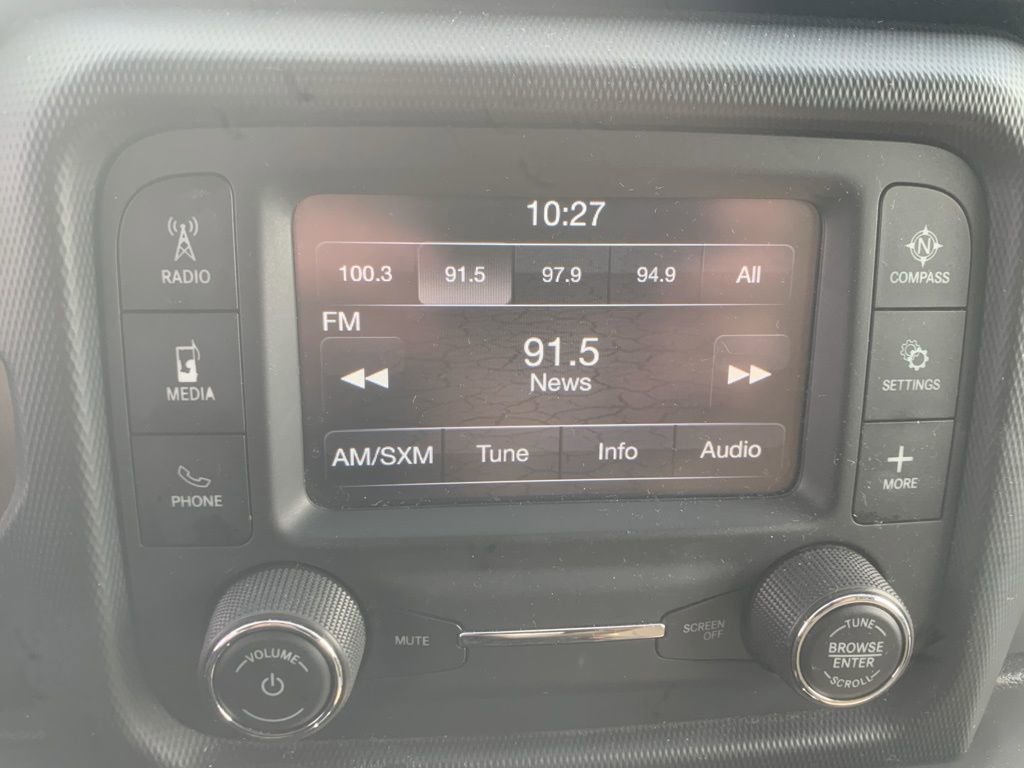 10:27
100.3 91.5 97.9 94.9 All
FM
91.5
News
AM/SXM Tune Info Audio
RADIO
MEDIA
PHONE
N
COMPASS
SETTINGS
MORE
VOLUME
MUTE
SCREEN
OFF
TUNE
BROWSE
ENTER
SCROLL